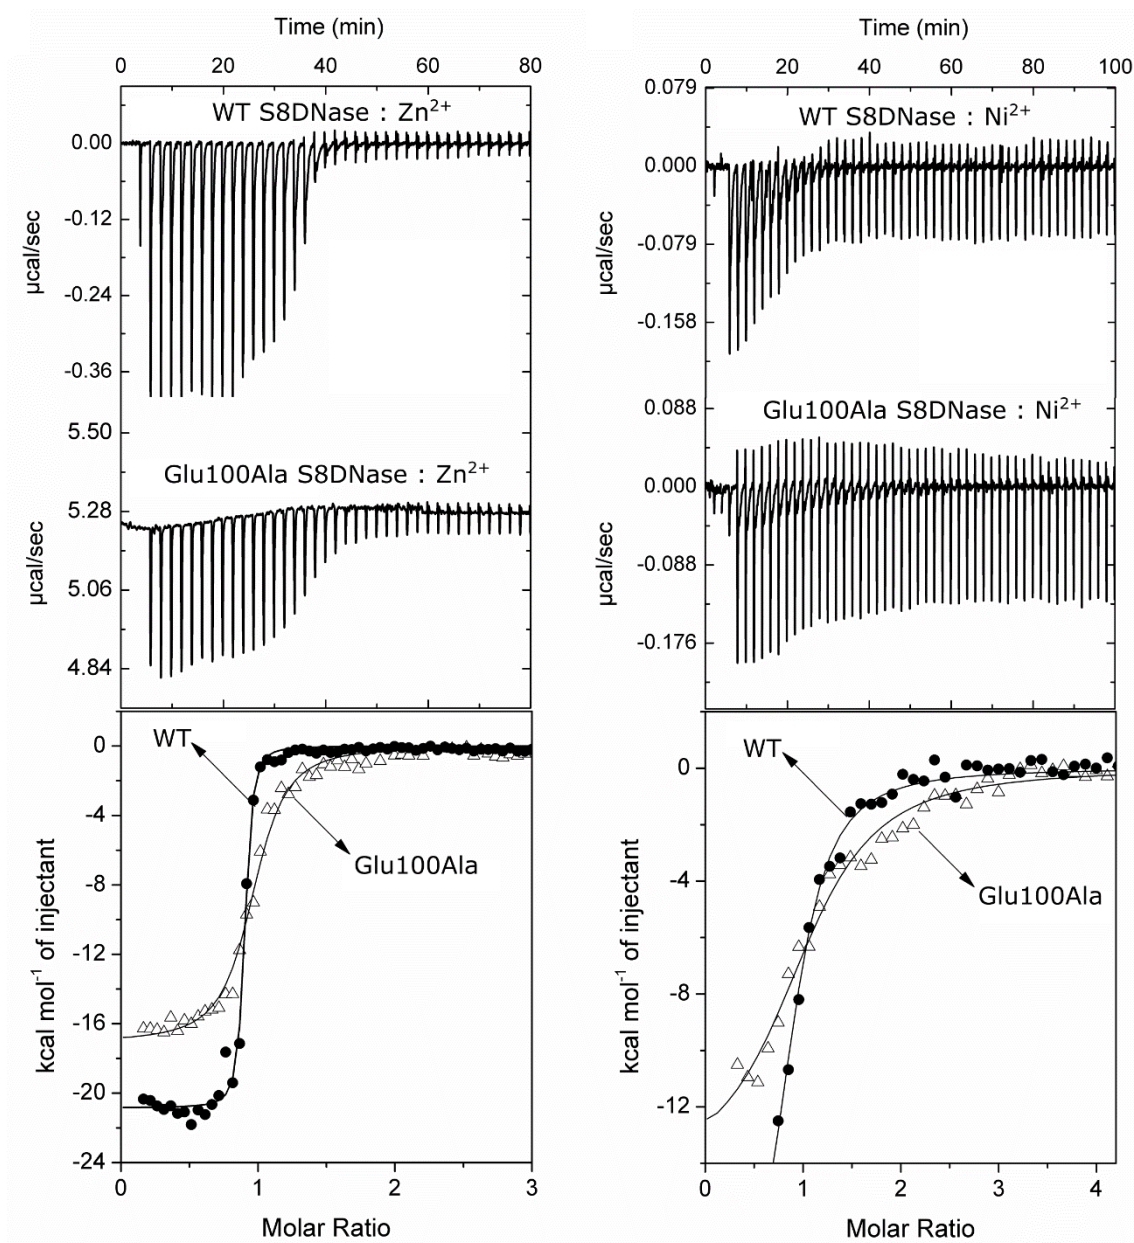 Time (min)
0 20 40 60 80
WT S8DNase : Zn²⁺
0.00
-0.12
-0.24
-0.36
µcal/sec
5.50
Glu100Ala S8DNase : Zn²⁺
5.28
5.06
4.84
µcal/sec
WT
Glu100Ala
0
-4
-8
-12
-16
-20
-24
kcal mol⁻¹ of injectant
0 1 2 3
Molar Ratio
Time (min)
0 20 40 60 80 100
0.079
WT S8DNase : Ni²⁺
0.000
-0.079
-0.158
µcal/sec
0.088
Glu100Ala S8DNase : Ni²⁺
0.000
-0.088
-0.176
µcal/sec
WT
Glu100Ala
0
-4
-8
-12
kcal mol⁻¹ of injectant
0 1 2 3 4
Molar Ratio